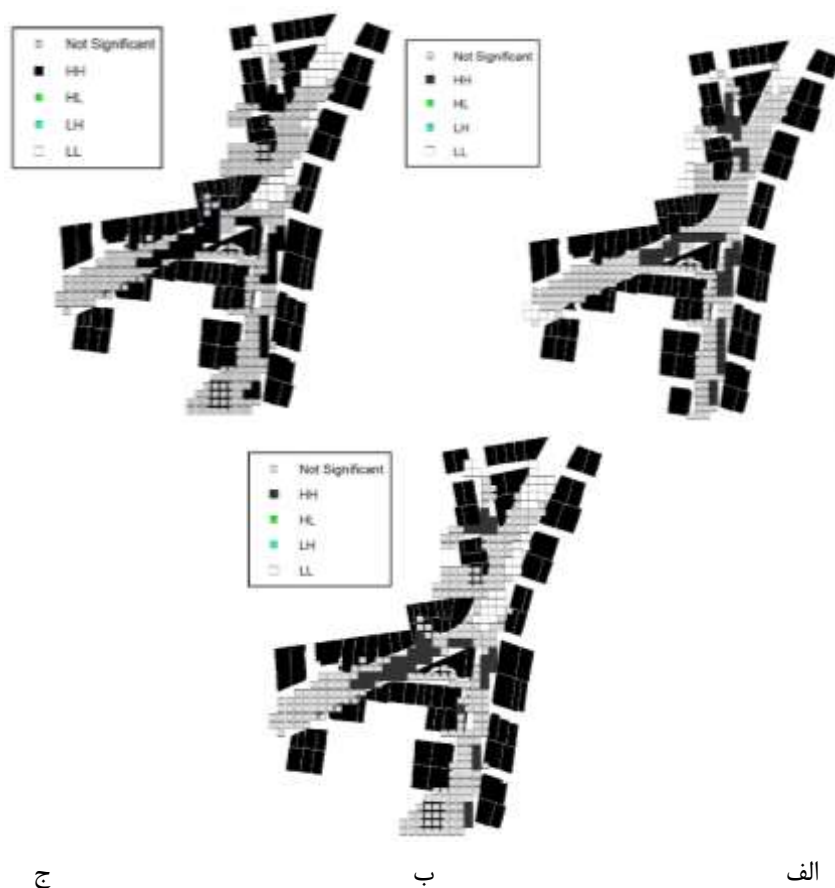 Not Significant
HH
HL
LH
LL
Not Significant
HH
HL
LH
LL
Not Significant
HH
HL
LH
LL
الف ب ج